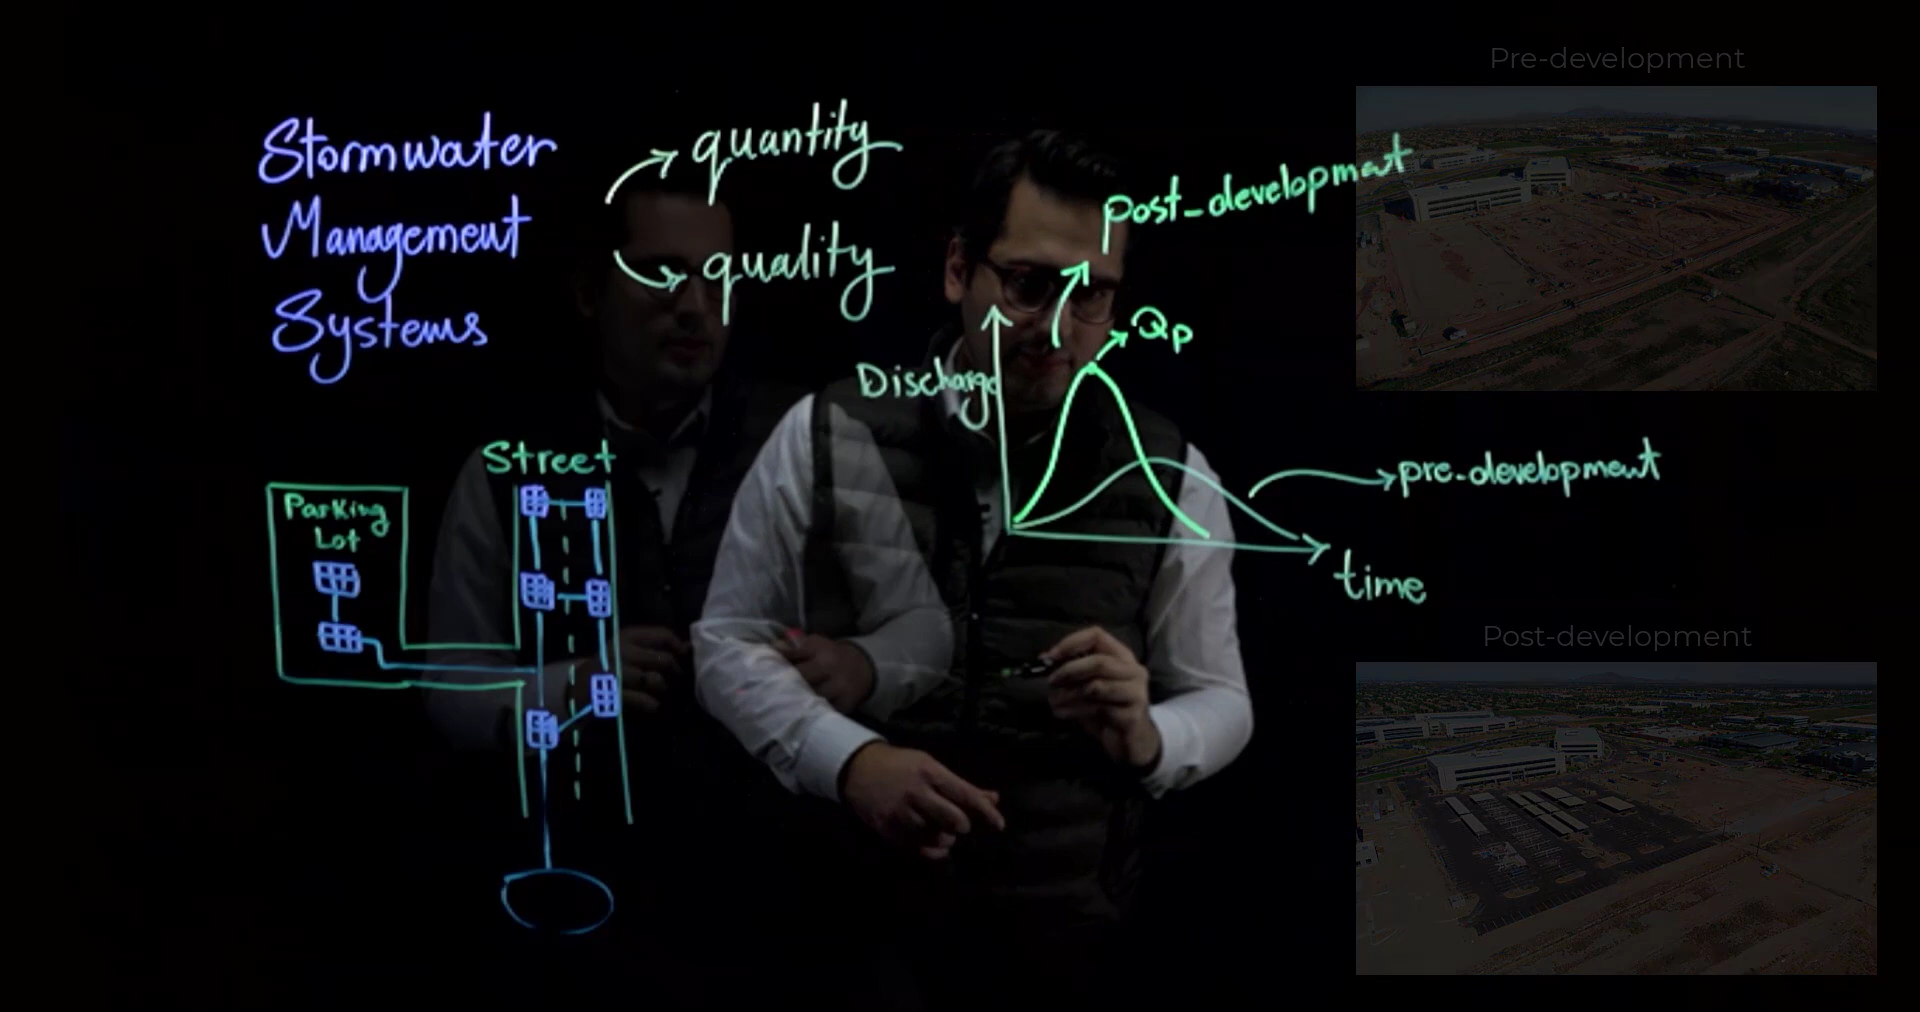 Stormwater
Management
Systems
quantity
quality
Pre-development
post-development
Qp
Discharge
pre-development
time
Street
Parking
Lot
Post-development